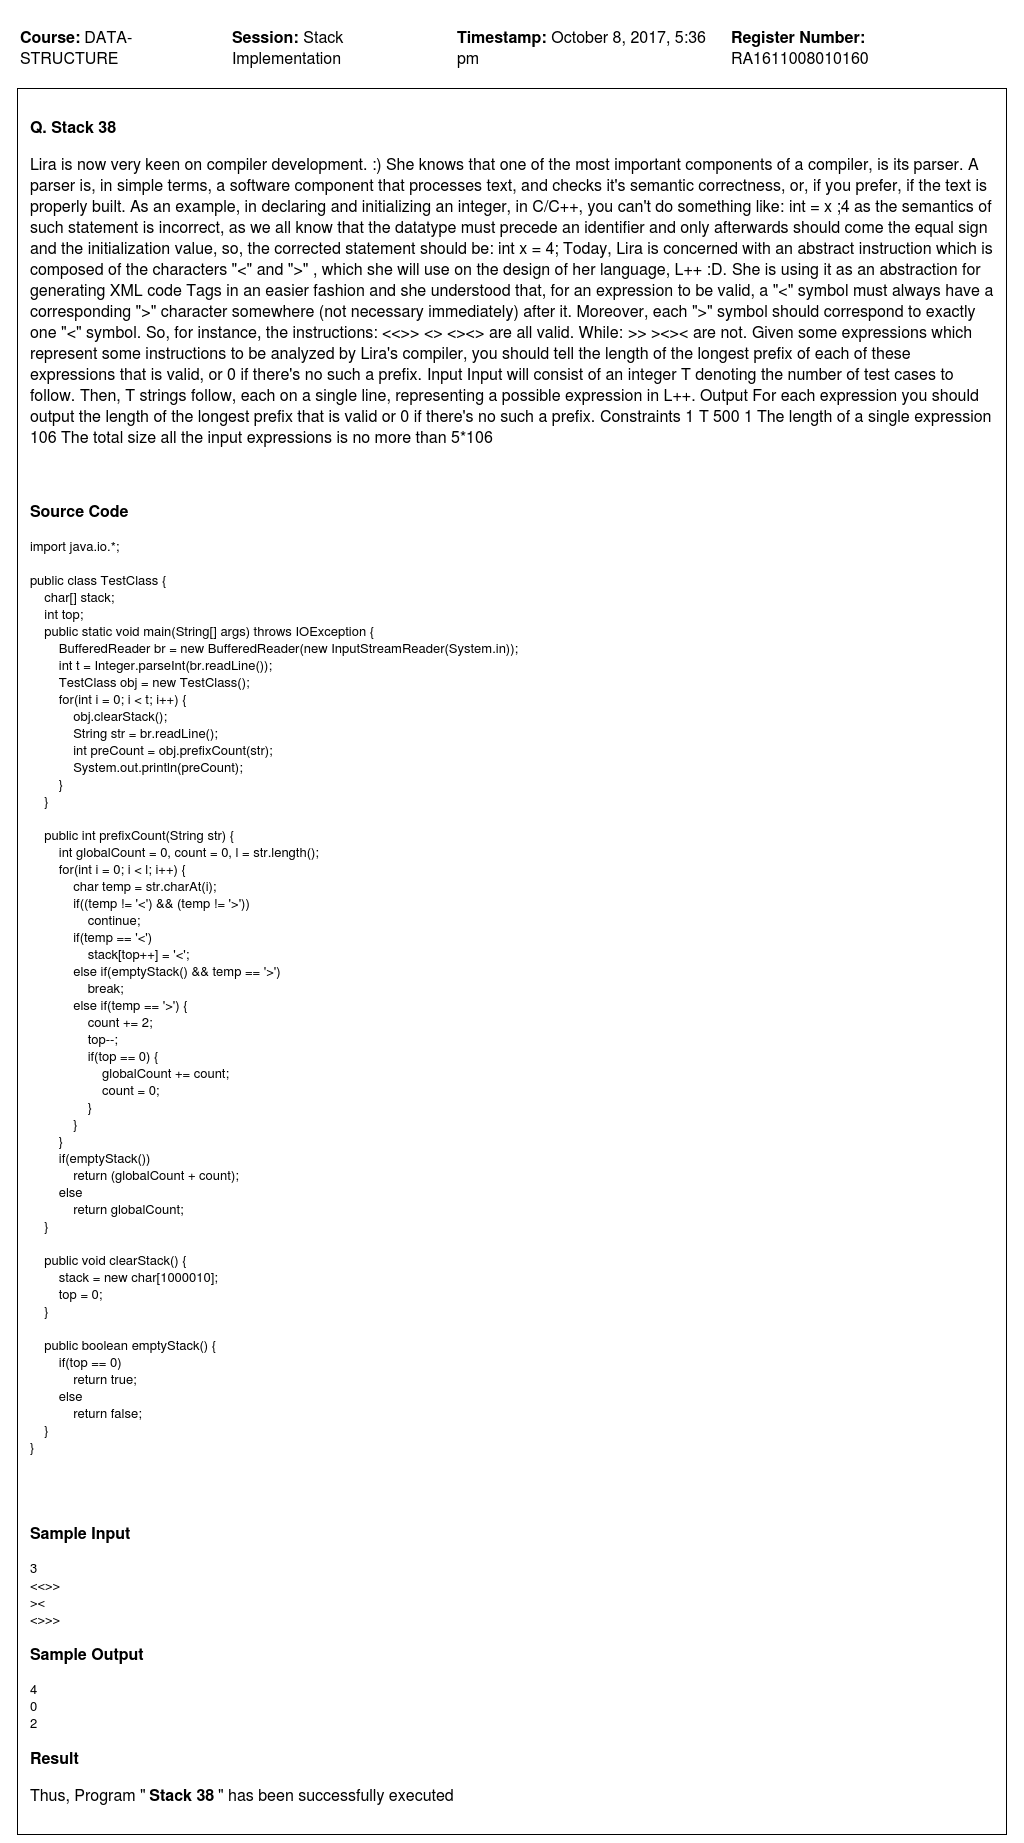 Course: DATA-STRUCTURE
Session: Stack Implementation
Timestamp: October 8, 2017, 5:36 pm
Register Number: RA1611008010160
Q. Stack 38
Lira is now very keen on compiler development. :) She knows that one of the most important components of a compiler, is its parser. A
parser is, in simple terms, a software component that processes text, and checks it's semantic correctness, or, if you prefer, if the text is
properly built. As an example, in declaring and initializing an integer, in C/C++, you can't do something like: int = x ;4 as the semantics of
such statement is incorrect, as we all know that the datatype must precede an identifier and only afterwards should come the equal sign
and the initialization value, so, the corrected statement should be: int x = 4; Today, Lira is concerned with an abstract instruction which is
composed of the characters "<" and ">" , which she will use on the design of her language, L++ :D. She is using it as an abstraction for
generating XML code Tags in an easier fashion and she understood that, for an expression to be valid, a "<" symbol must always have a
corresponding ">" character somewhere (not necessary immediately) after it. Moreover, each ">" symbol should correspond to exactly
one "<" symbol. So, for instance, the instructions: <<>> <> <><> are all valid. While: >> ><>< are not. Given some expressions which
represent some instructions to be analyzed by Lira's compiler, you should tell the length of the longest prefix of each of these
expressions that is valid, or 0 if there's no such a prefix. Input Input will consist of an integer T denoting the number of test cases to
follow. Then, T strings follow, each on a single line, representing a possible expression in L++. Output For each expression you should
output the length of the longest prefix that is valid or 0 if there's no such a prefix. Constraints 1 T 500 1 The length of a single expression
106 The total size all the input expressions is no more than 5*106
Source Code
import java.io.*;
public class TestClass {
char[] stack;
int top;
public static void main(String[] args) throws IOException {
BufferedReader br = new BufferedReader(new InputStreamReader(System.in));
int t = Integer.parseInt(br.readLine());
TestClass obj = new TestClass();
for(int i = 0; i < t; i++) {
obj.clearStack();
String str = br.readLine();
int preCount = obj.prefixCount(str);
System.out.println(preCount);
}
}
public int prefixCount(String str) {
int globalCount = 0, count = 0, l = str.length();
for(int i = 0; i < l; i++) {
char temp = str.charAt(i);
if((temp != '<') && (temp != '>'))
continue;
if(temp == '<')
stack[top++] = '<';
else if(emptyStack() && temp == '>')
break;
else if(temp == '>') {
count += 2;
top--;
if(top == 0) {
globalCount += count;
count = 0;
}
}
}
if(emptyStack())
return (globalCount + count);
else
return globalCount;
}
public void clearStack() {
stack = new char[1000010];
top = 0;
}
public boolean emptyStack() {
if(top == 0)
return true;
else
return false;
}
}
Sample Input
3
<<>>
><
<>>>
Sample Output
4
0
2
Result
Thus, Program " Stack 38 " has been successfully executed